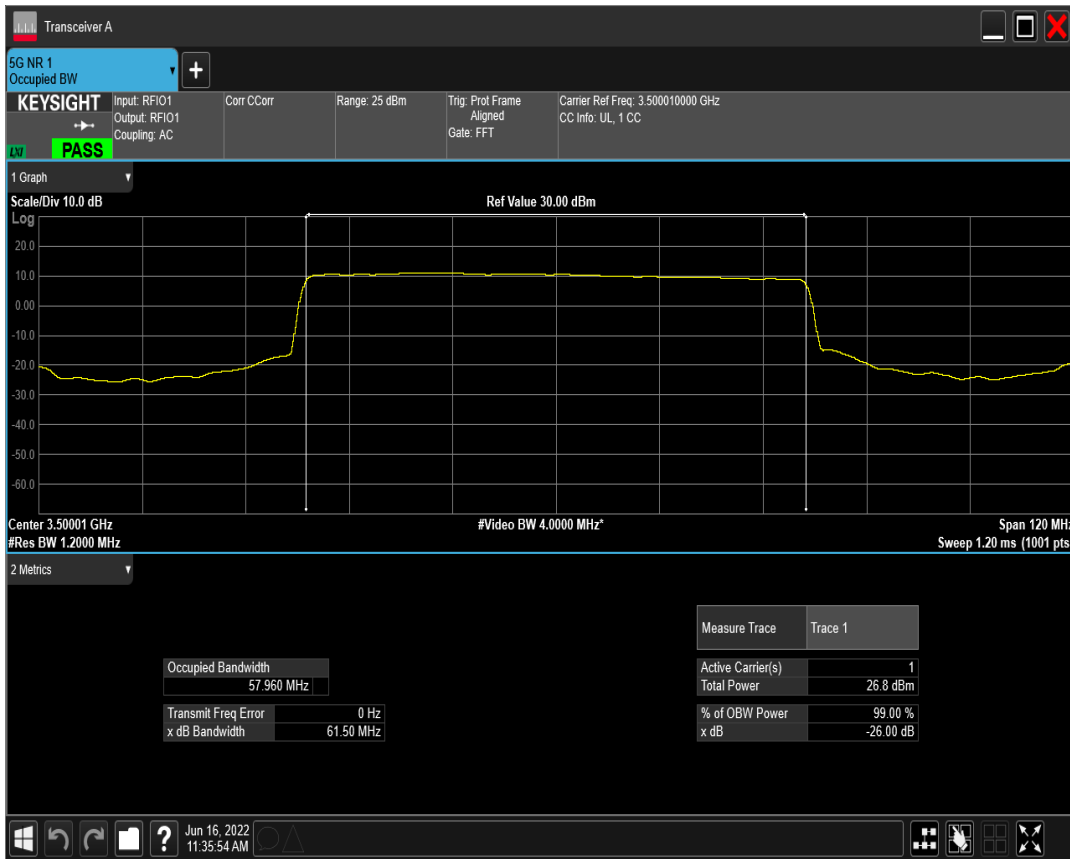 Transceiver A
5G NR 1
Occupied BW
KEYSIGHT
LXI
PASS
Input: RFIO1
Output: RFIO1
Coupling: AC
Corr CCorr
Range: 25 dBm
Trig: Prot Frame
Aligned
Gate: FFT
Carrier Ref Freq: 3.500010000 GHz
CC Info: UL, 1 CC
1 Graph
Scale/Div 10.0 dB
Ref Value 30.00 dBm
Log
20.0
10.0
0.00
-10.0
-20.0
-30.0
-40.0
-50.0
-60.0
Center 3.50001 GHz
#Video BW 4.0000 MHz*
Span 120 MHz
#Res BW 1.2000 MHz
Sweep 1.20 ms (1001 pts
2 Metrics
Measure Trace Trace 1
Occupied Bandwidth
57.960 MHz
Active Carrier(s) 1
Total Power 26.8 dBm
Transmit Freq Error 0 Hz
x dB Bandwidth 61.50 MHz
% of OBW Power 99.00 %
x dB -26.00 dB
?
Jun 16, 2022
11:35:54 AM